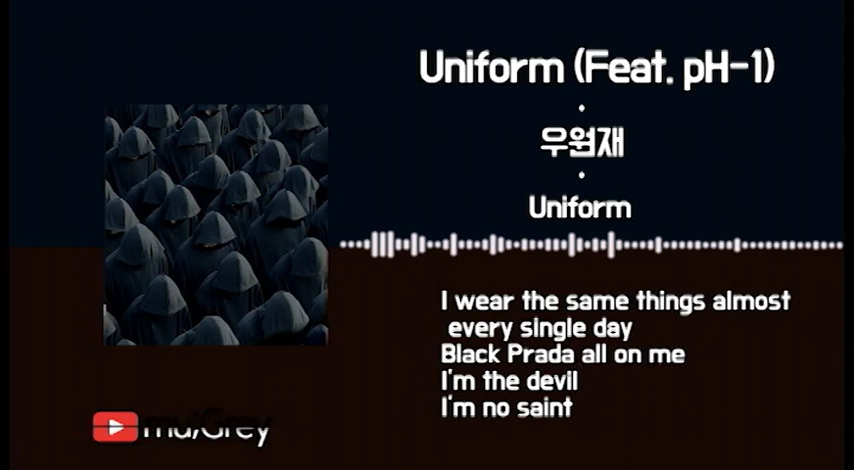 Uniform (Feat. pH-1)
우원재
Uniform
I wear the same things almost
every single day
Black Prada all on me
I'm the devil
I'm no saint
mu;Grey